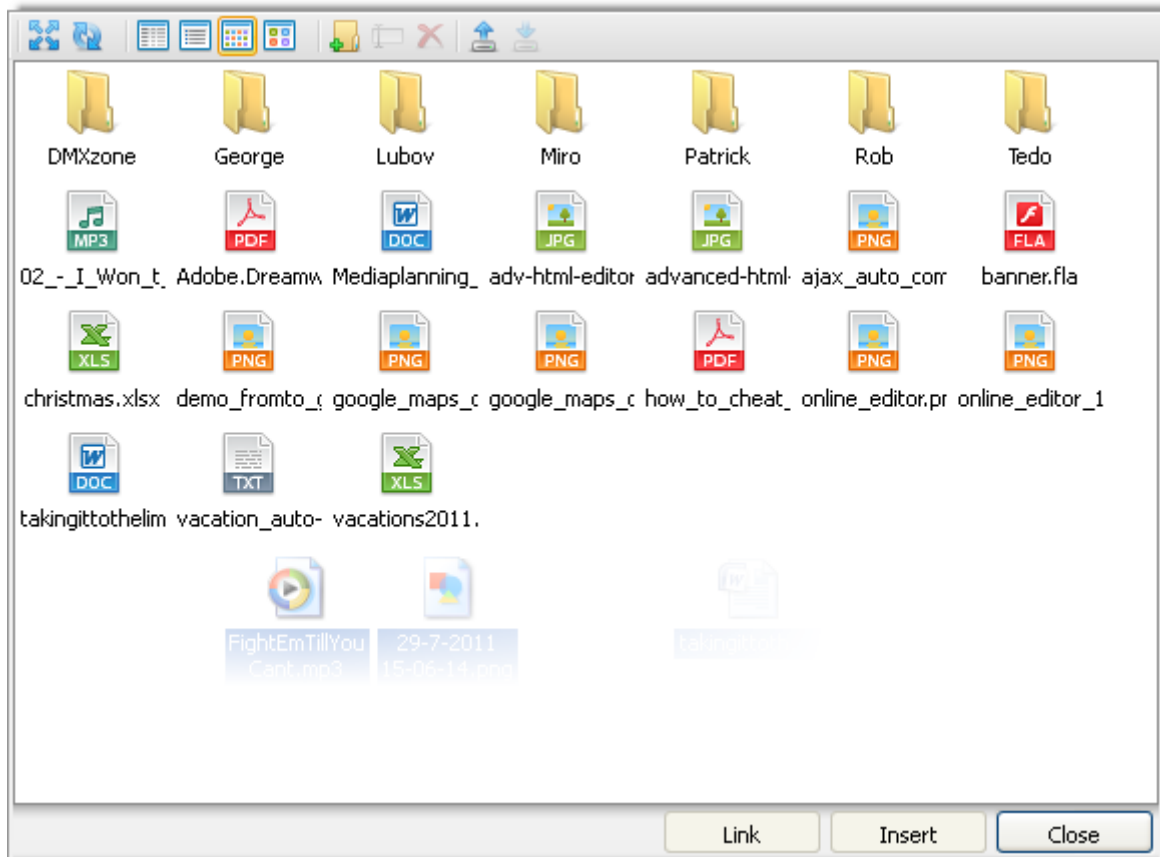 DMXzone George Lubov Miro Patrick Rob Tedo
MP3 PDF DOC JPG JPG PNG FLA
02_-_I_Won_t_ Adobe.Dreamw Mediaplanning_ adv-html-editor advanced-html- ajax_auto_com banner.fla
XLS PNG PNG PNG PDF PNG PNG
christmas.xlsx demo_fromto_ google_maps_c google_maps_c how_to_cheat_ online_editor.pr online_editor_1
DOC TXT XLS
takingittothelim vacation_auto- vacations2011.
FightEmTillYou 29-7-2011
Cant.mp3 15-06-14.png
Link Insert Close